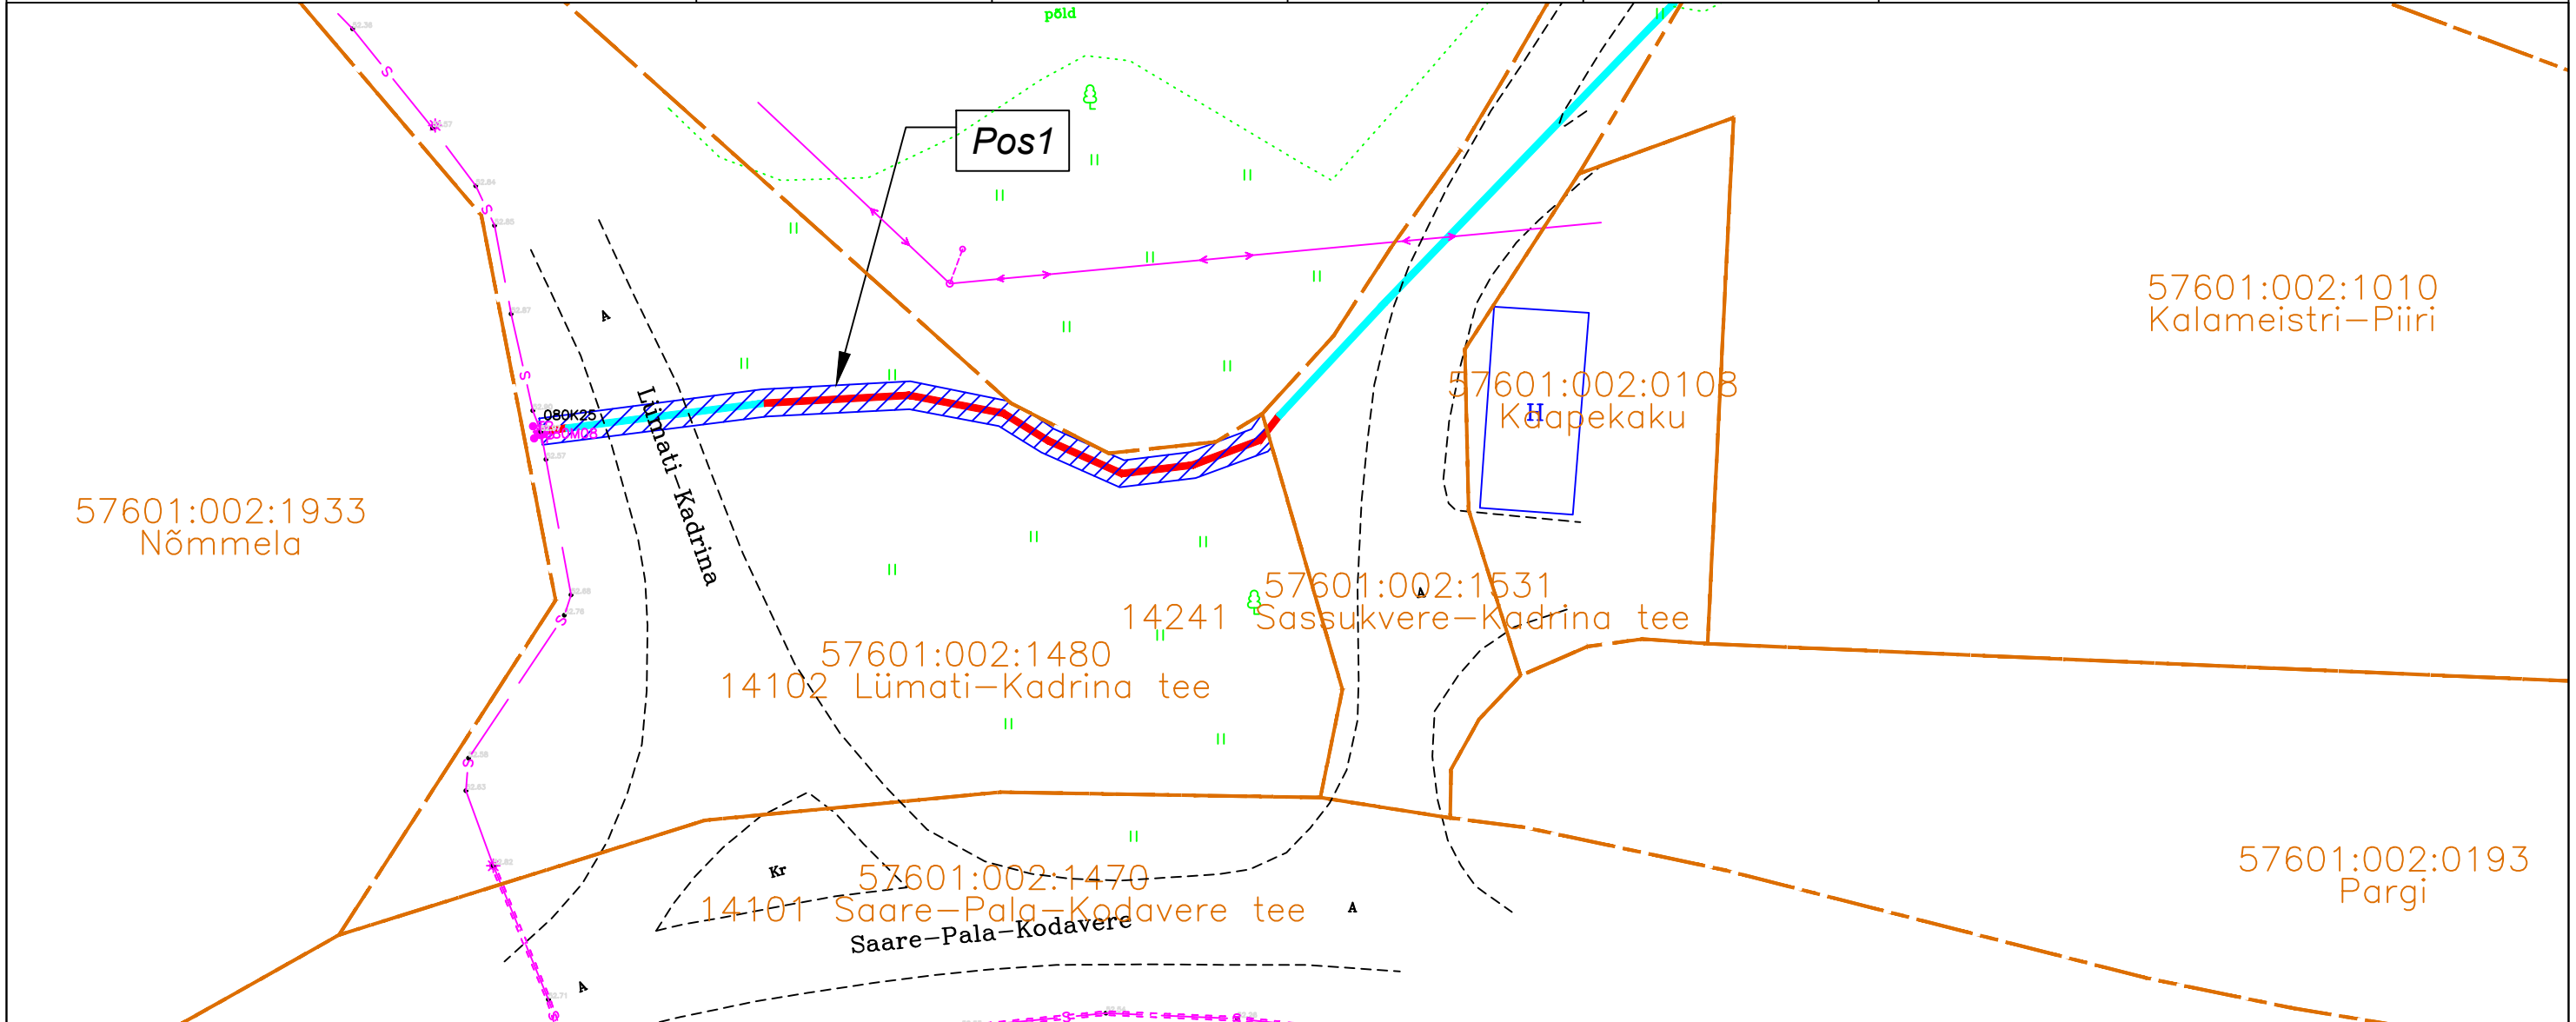 põld
Pos1
A
57601:002:1010
Kalameistri-Piiri
57601:002:0108
Kaapekaku
H
080K25
Lümati-Kadrina
57601:002:1933
Nõmmela
57601:002:1531
14241 Sassukvere-Kadrina tee
A
57601:002:1480
14102 Lümati-Kadrina tee
Kr
57601:002:1470
14101 Saare-Pala-Kodavere tee
Saare-Pala-Kodavere
A
57601:002:0193
Pargi
A
S
S
S
S
S
S
S